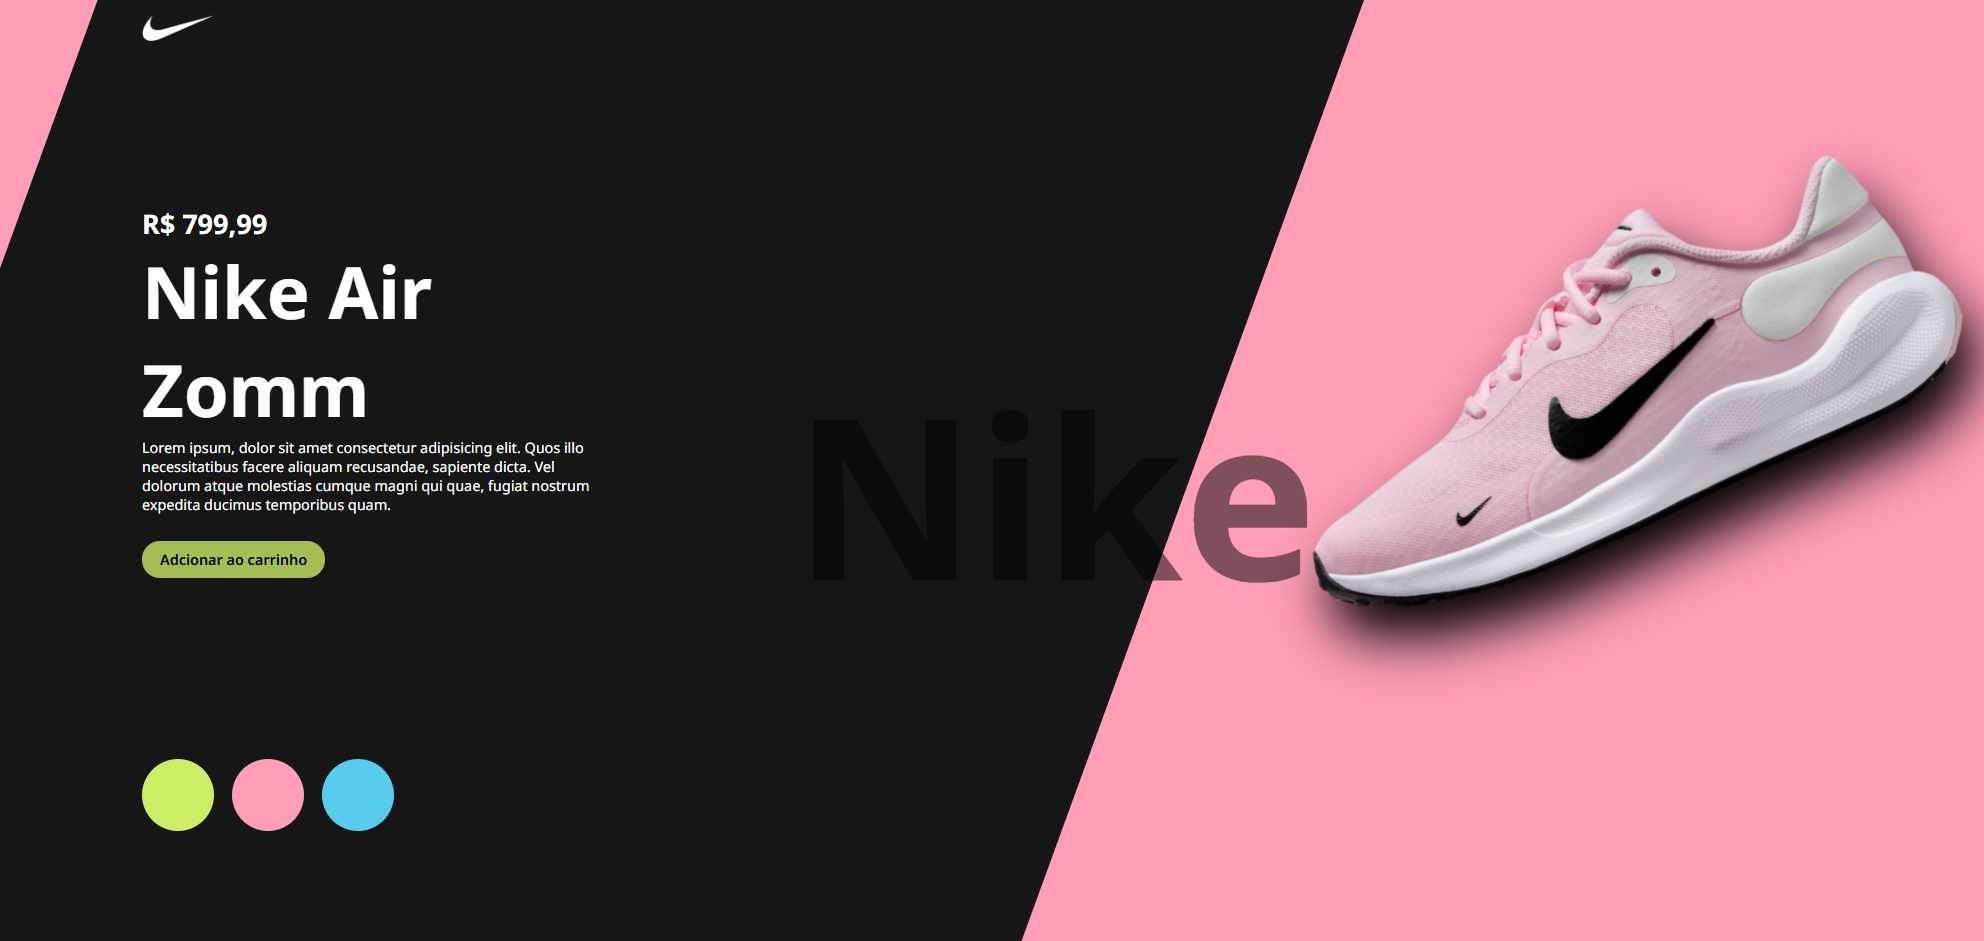 R$ 799,99
Nike Air
Zomm
Lorem ipsum, dolor sit amet consectetur adipisicing elit. Quos illo
necessitatibus facere aliquam recusandae, sapiente dicta. Vel
dolorum atque molestias cumque magni qui quae, fugiat nostrum
expedita ducimus temporibus quam.
Adcionar ao carrinho
Nike